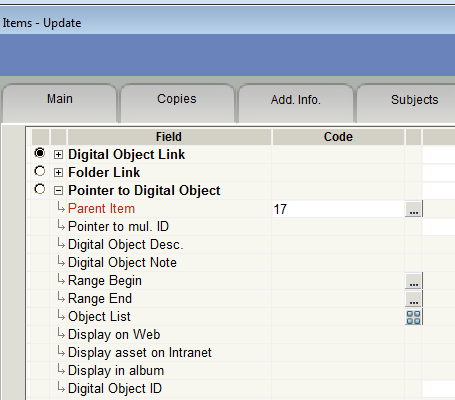 Items - Update
Main Copies Add. Info. Subjects
Field Code
Digital Object Link
Folder Link
Pointer to Digital Object
Parent Item 17 ...
Pointer to mul. ID
Digital Object Desc.
Digital Object Note
Range Begin ...
Range End ...
Object List
Display on Web
Display asset on Intranet
Display in album
Digital Object ID